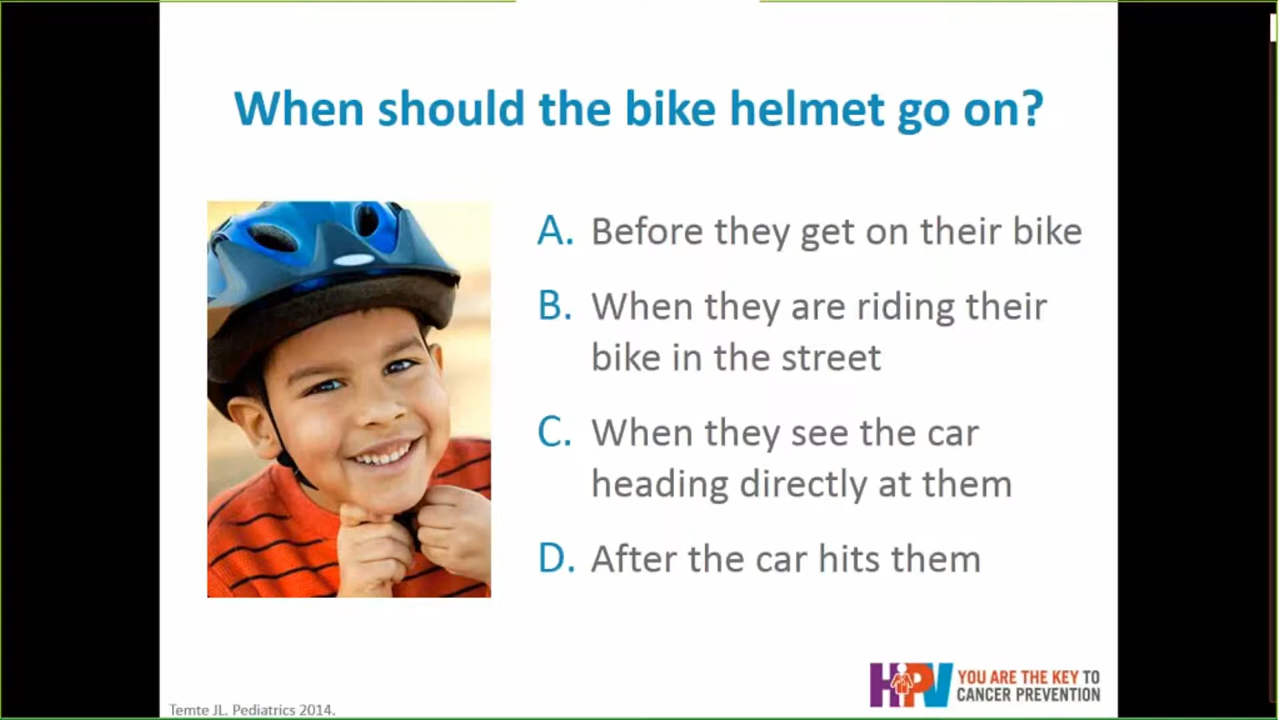 When should the bike helmet go on?
A. Before they get on their bike
B. When they are riding their
bike in the street
C. When they see the car
heading directly at them
D. After the car hits them
HPV YOU ARE THE KEY TO
CANCER PREVENTION
Temte JL. Pediatrics 2014.